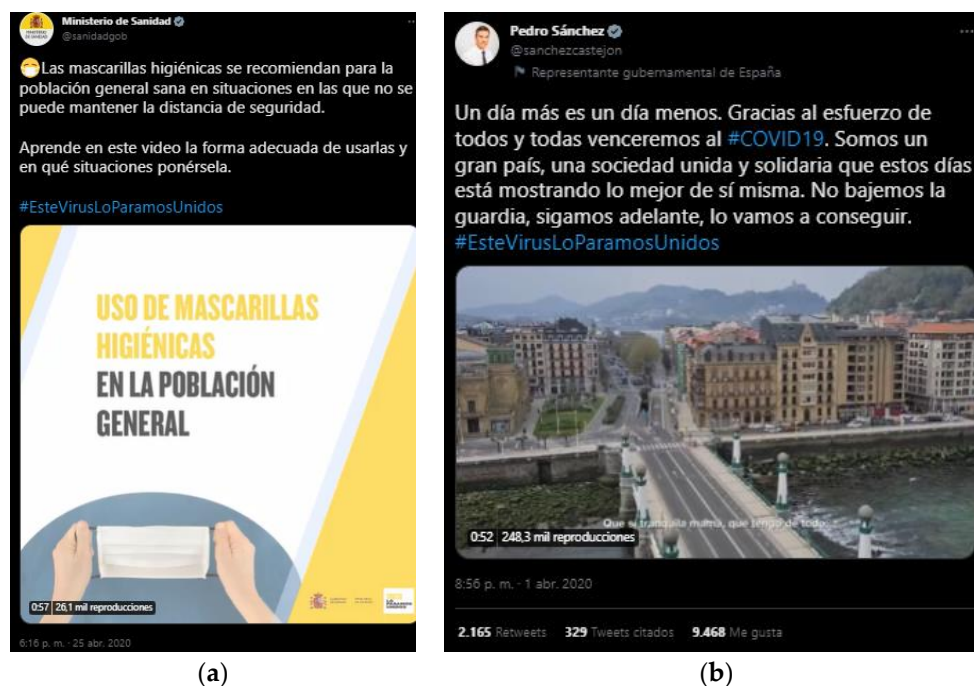 Ministerio de Sanidad
@sanidadgob
Las mascarillas higiénicas se recomiendan para la
población general sana en situaciones en las que no se
puede mantener la distancia de seguridad.
Aprende en este video la forma adecuada de usarlas y
en qué situaciones ponérsela.
#EsteVirusLoParamosUnidos
USO DE MASCARILLAS
HIGIÉNICAS
EN LA POBLACIÓN
GENERAL
0:57 26,1 mil reproducciones
6:16 p. m. · 25 abr. 2020
(a)
Pedro Sánchez
@sanchezcastejon
Representante gubernamental de España
Un día más es un día menos. Gracias al esfuerzo de
todos y todas venceremos al #COVID19. Somos un
gran país, una sociedad unida y solidaria que estos días
está mostrando lo mejor de sí misma. No bajemos la
guardia, sigamos adelante, lo vamos a conseguir.
#EsteVirusLoParamosUnidos
Que sí tranquila mamá, que tengo de todo.
0:52 248,3 mil reproducciones
8:56 p. m. · 1 abr. 2020
2.165 Retweets 329 Tweets citados 9.468 Me gusta
(b)